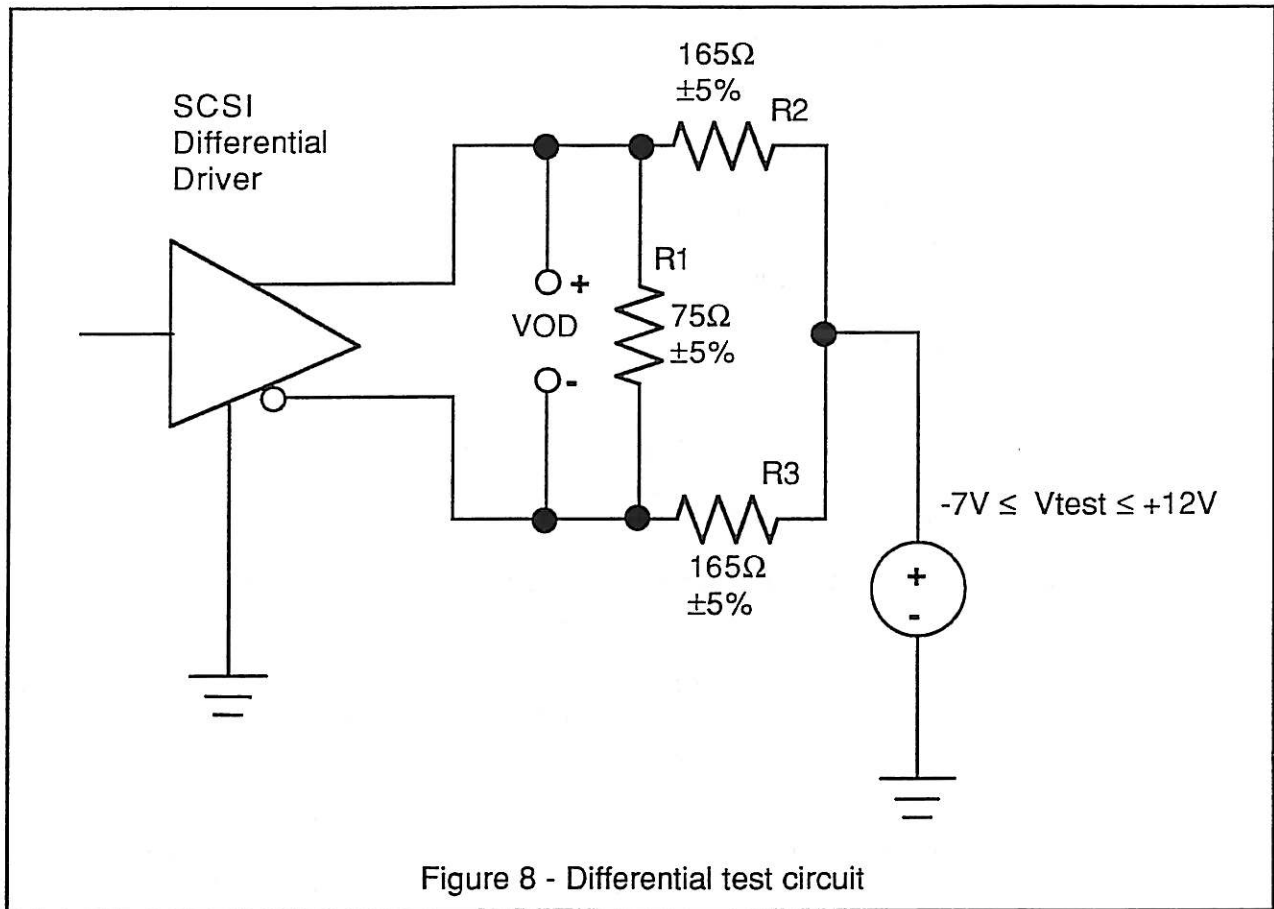 165Ω
±5%
R2
SCSI
Differential
Driver
R1
+
VOD
75Ω
±5%
-
R3
-7V ≤ Vtest ≤ +12V
165Ω
±5%
+
-
Figure 8 - Differential test circuit